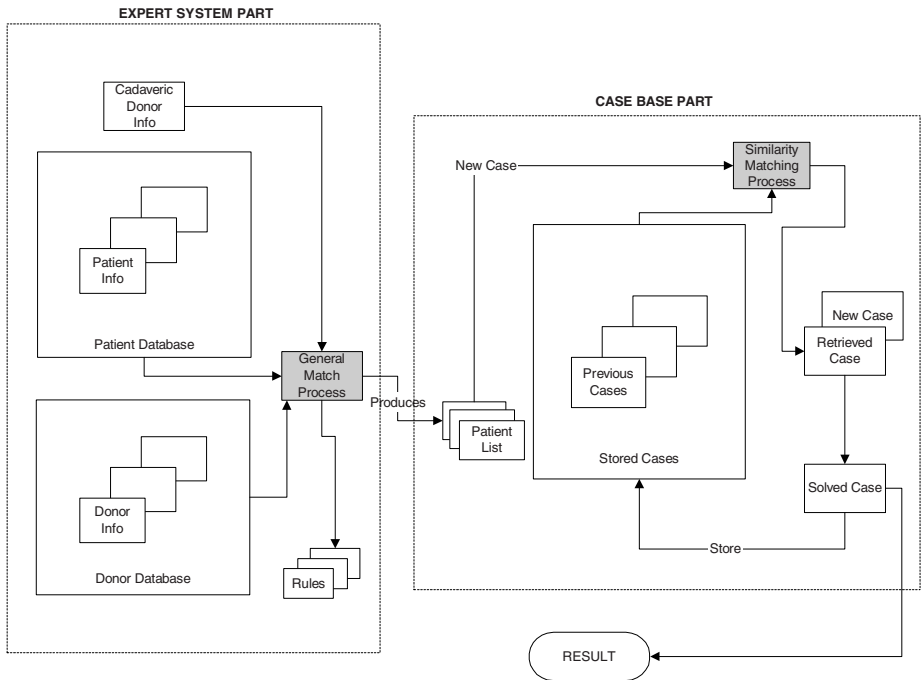 EXPERT SYSTEM PART
Cadaveric
Donor
Info
Patient
Info
Patient Database
General
Match
Process
Donor
Info
Donor Database
Rules
Produces
CASE BASE PART
New Case
Similarity
Matching
Process
Patient
List
Previous
Cases
Stored Cases
New Case
Retrieved
Case
Solved Case
Store
RESULT